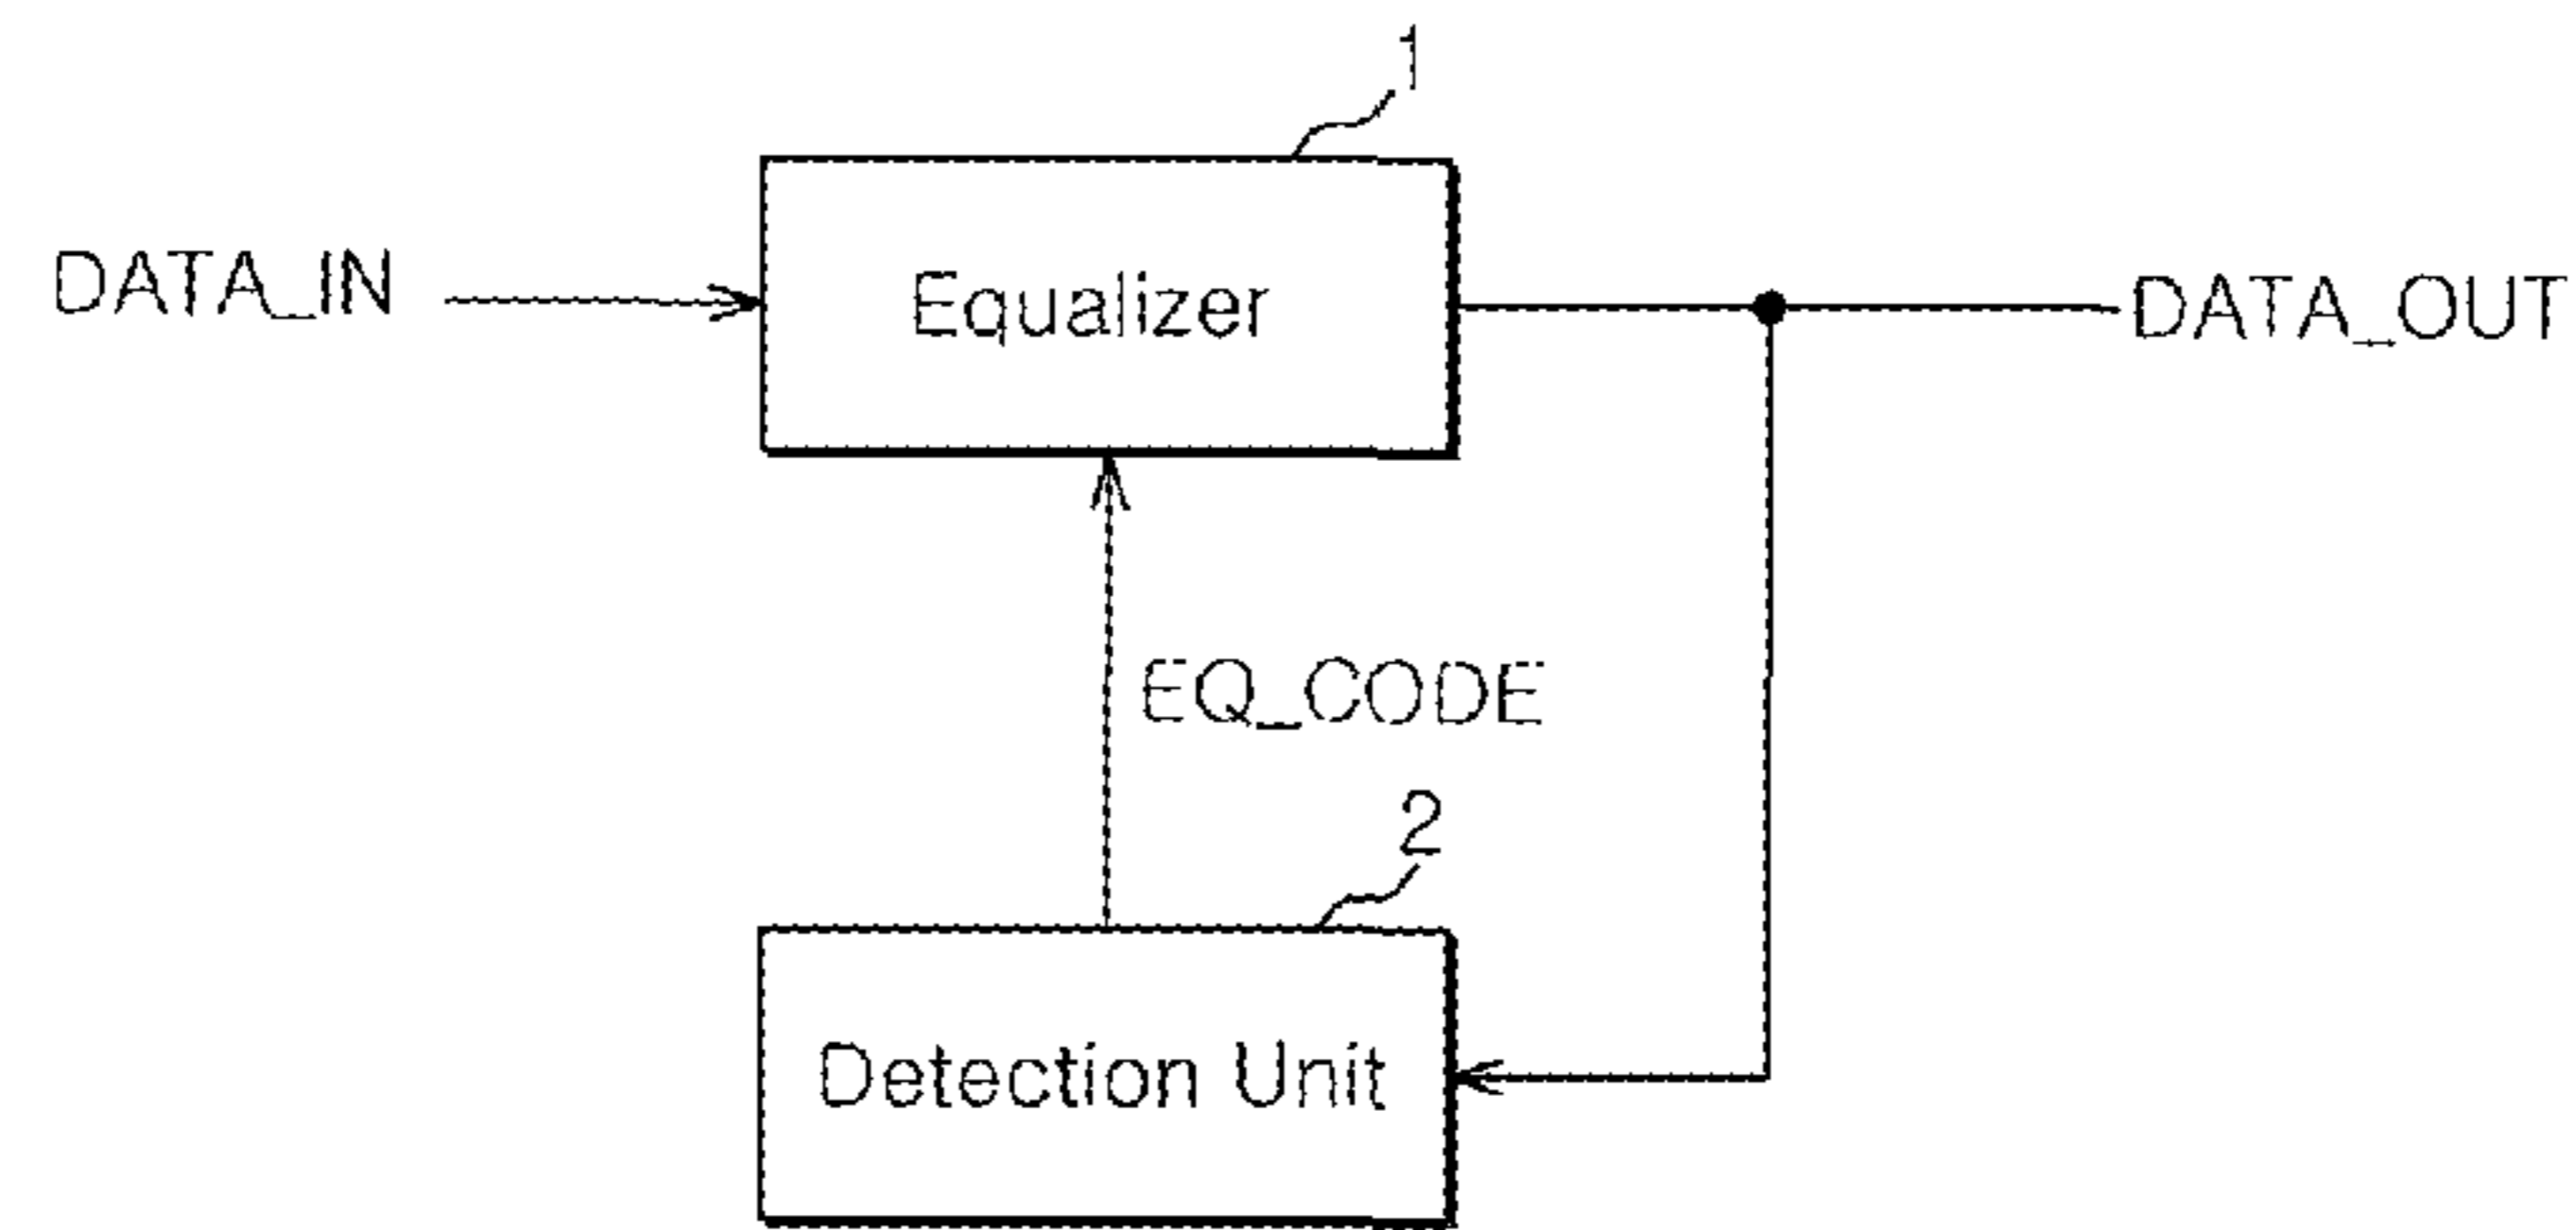 1
DATA_IN
Equalizer
DATA_OUT
EQ_CODE
2
Detection Unit